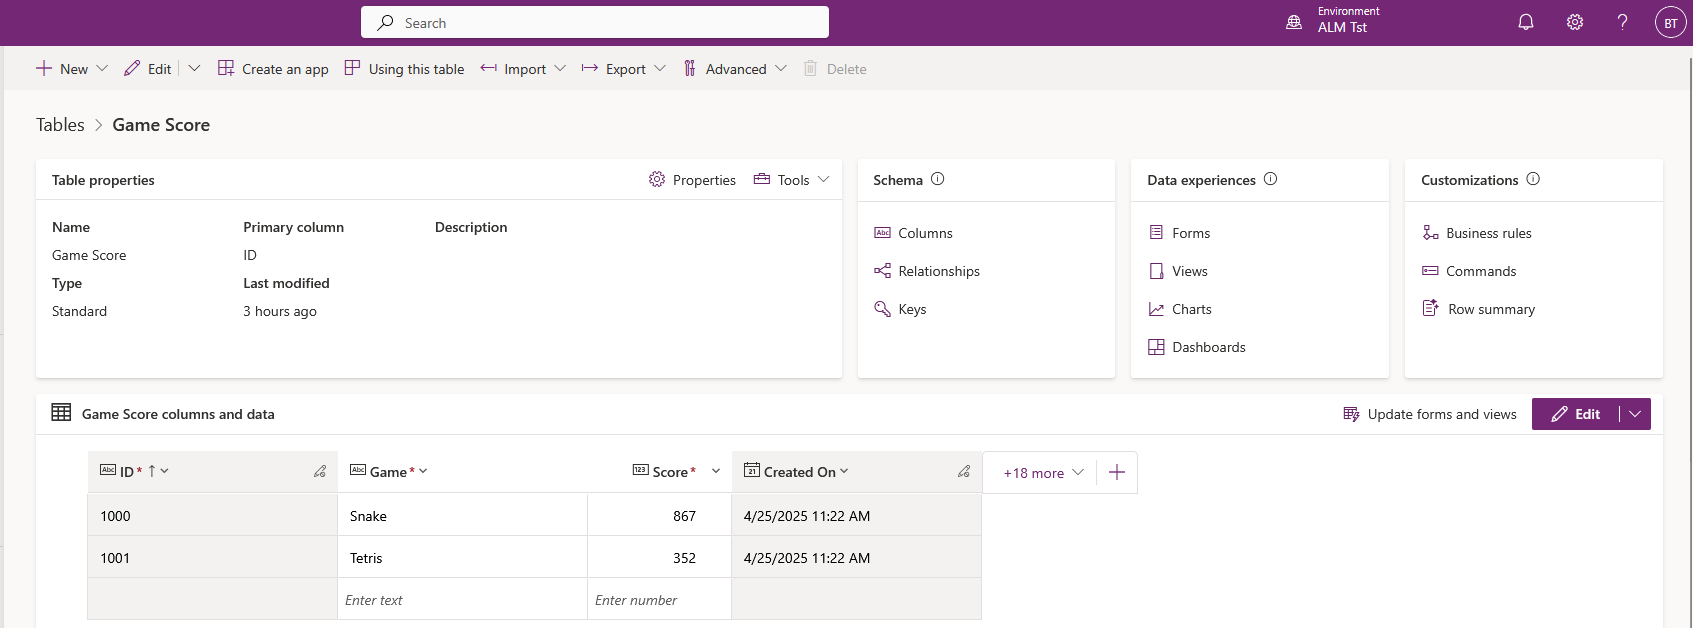 Search
Environment
ALM Tst
BT
New Edit Create an app Using this table Import Export Advanced Delete
Tables > Game Score
Table properties Properties Tools
Name Primary column Description
Game Score ID
Type Last modified
Standard 3 hours ago
Schema
Columns
Relationships
Keys
Data experiences
Forms
Views
Charts
Dashboards
Customizations
Business rules
Commands
Row summary
Game Score columns and data Update forms and views Edit
Abc ID * ↑ Abc Game * 123 Score * 21 Created On +18 more +
1000 Snake 867 4/25/2025 11:22 AM
1001 Tetris 352 4/25/2025 11:22 AM
Enter text Enter number